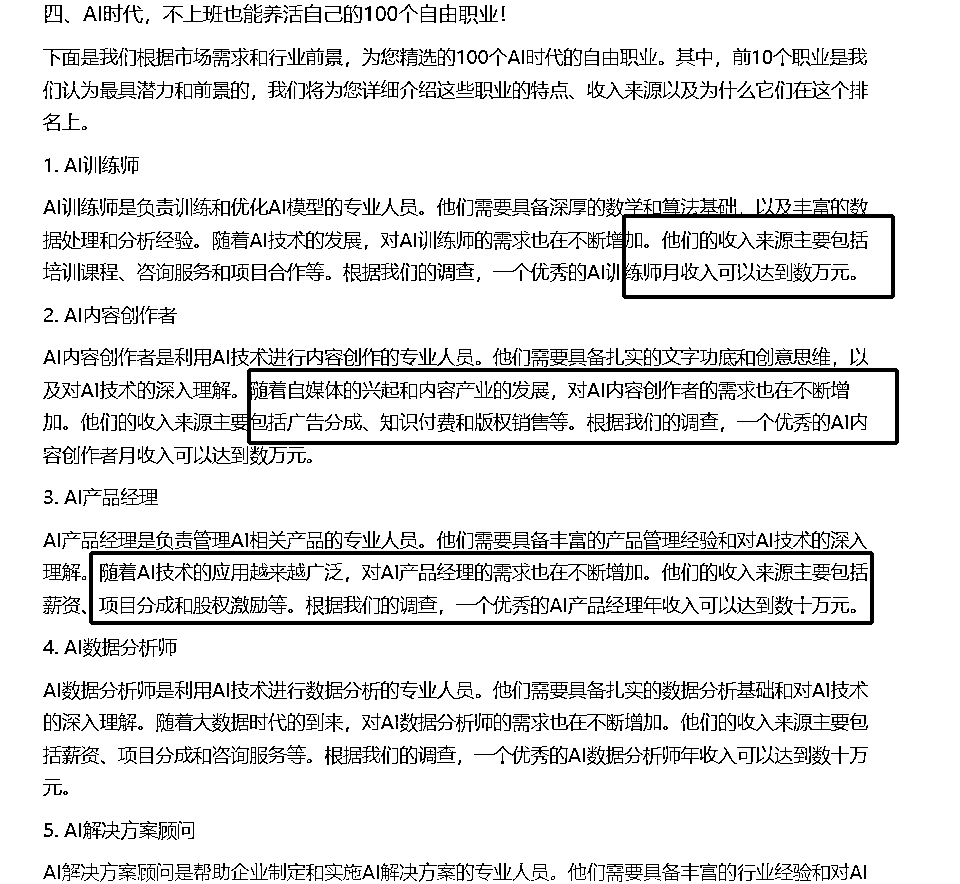 四、AI时代，不上班也能养活自己的100个自由职业！
下面是我们根据市场需求和行业前景，为您精选的100个AI时代的自由职业。其中，前10个职业是我
们认为最具潜力和前景的，我们将为您详细介绍这些职业的特点、收入来源以及为什么它们在这个排
名上。
1. AI训练师
AI训练师是负责训练和优化AI模型的专业人员。他们需要具备深厚的数学和算法基础，以及丰富的数
据处理和分析经验。随着AI技术的发展，对AI训练师的需求也在不断增加。他们的收入来源主要包括
培训课程、咨询服务和项目合作等。根据我们的调查，一个优秀的AI训练师月收入可以达到数万元。
2. AI内容创作者
AI内容创作者是利用AI技术进行内容创作的专业人员。他们需要具备扎实的文字功底和创意思维，以
及对AI技术的深入理解。随着自媒体的兴起和内容产业的发展，对AI内容创作者的需求也在不断增
加。他们的收入来源主要包括广告分成、知识付费和版权销售等。根据我们的调查，一个优秀的AI内
容创作者月收入可以达到数万元。
3. AI产品经理
AI产品经理是负责管理AI相关产品的专业人员。他们需要具备丰富的产品管理经验和对AI技术的深入
理解。随着AI技术的应用越来越广泛，对AI产品经理的需求也在不断增加。他们的收入来源主要包括
薪资、项目分成和股权激励等。根据我们的调查，一个优秀的AI产品经理年收入可以达到数十万元。
4. AI数据分析师
AI数据分析师是利用AI技术进行数据分析的专业人员。他们需要具备扎实的数据分析基础和对AI技术
的深入理解。随着大数据时代的到来，对AI数据分析师的需求也在不断增加。他们的收入来源主要包
括薪资、项目分成和咨询服务等。根据我们的调查，一个优秀的AI数据分析师年收入可以达到数十万
元。
5. AI解决方案顾问
AI解决方案顾问是帮助企业制定和实施AI解决方案的专业人员。他们需要具备丰富的行业经验和对AI